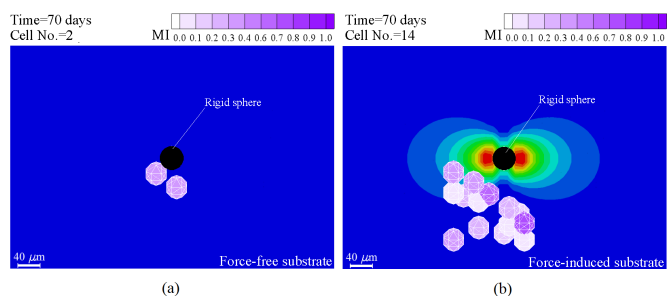 Time=70 days
Cell No.=2
MI
0.0 0.1 0.2 0.3 0.4 0.5 0.6 0.7 0.8 0.9 1.0
Rigid sphere
40 μm
Force-free substrate
(a)
Time=70 days
Cell No.=14
MI
0.0 0.1 0.2 0.3 0.4 0.5 0.6 0.7 0.8 0.9 1.0
Rigid sphere
40 μm
Force-induced substrate
(b)